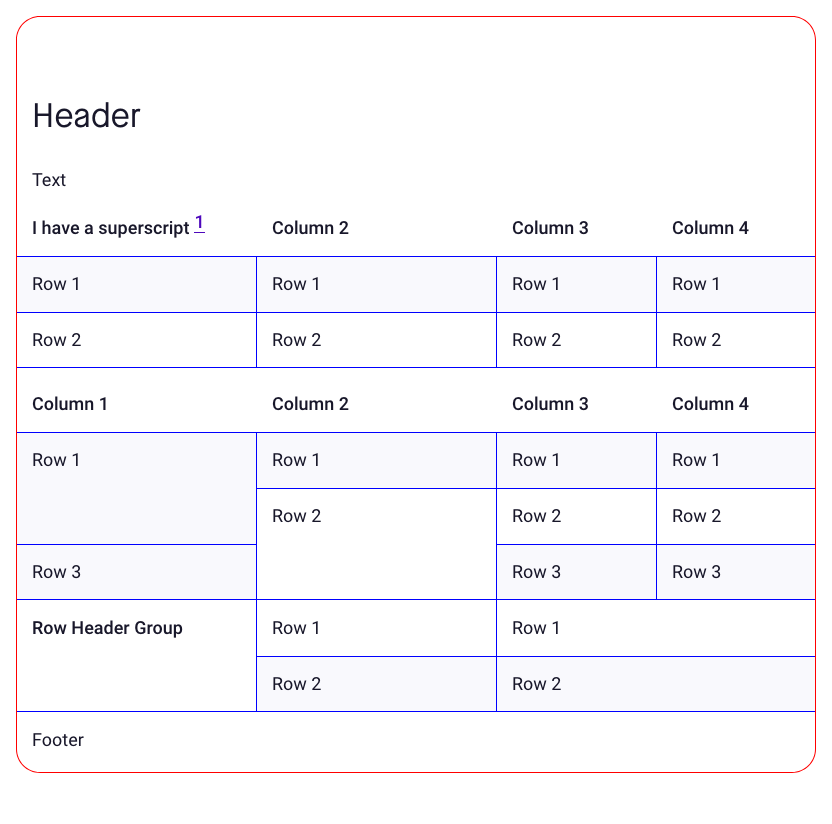 Header
Text
I have a superscript 1 Column 2 Column 3 Column 4
Row 1 Row 1 Row 1 Row 1
Row 2 Row 2 Row 2 Row 2
Column 1 Column 2 Column 3 Column 4
Row 1 Row 1 Row 1 Row 1
Row 2 Row 2 Row 2
Row 3 Row 3 Row 3
Row Header Group Row 1 Row 1
Row 2 Row 2
Footer